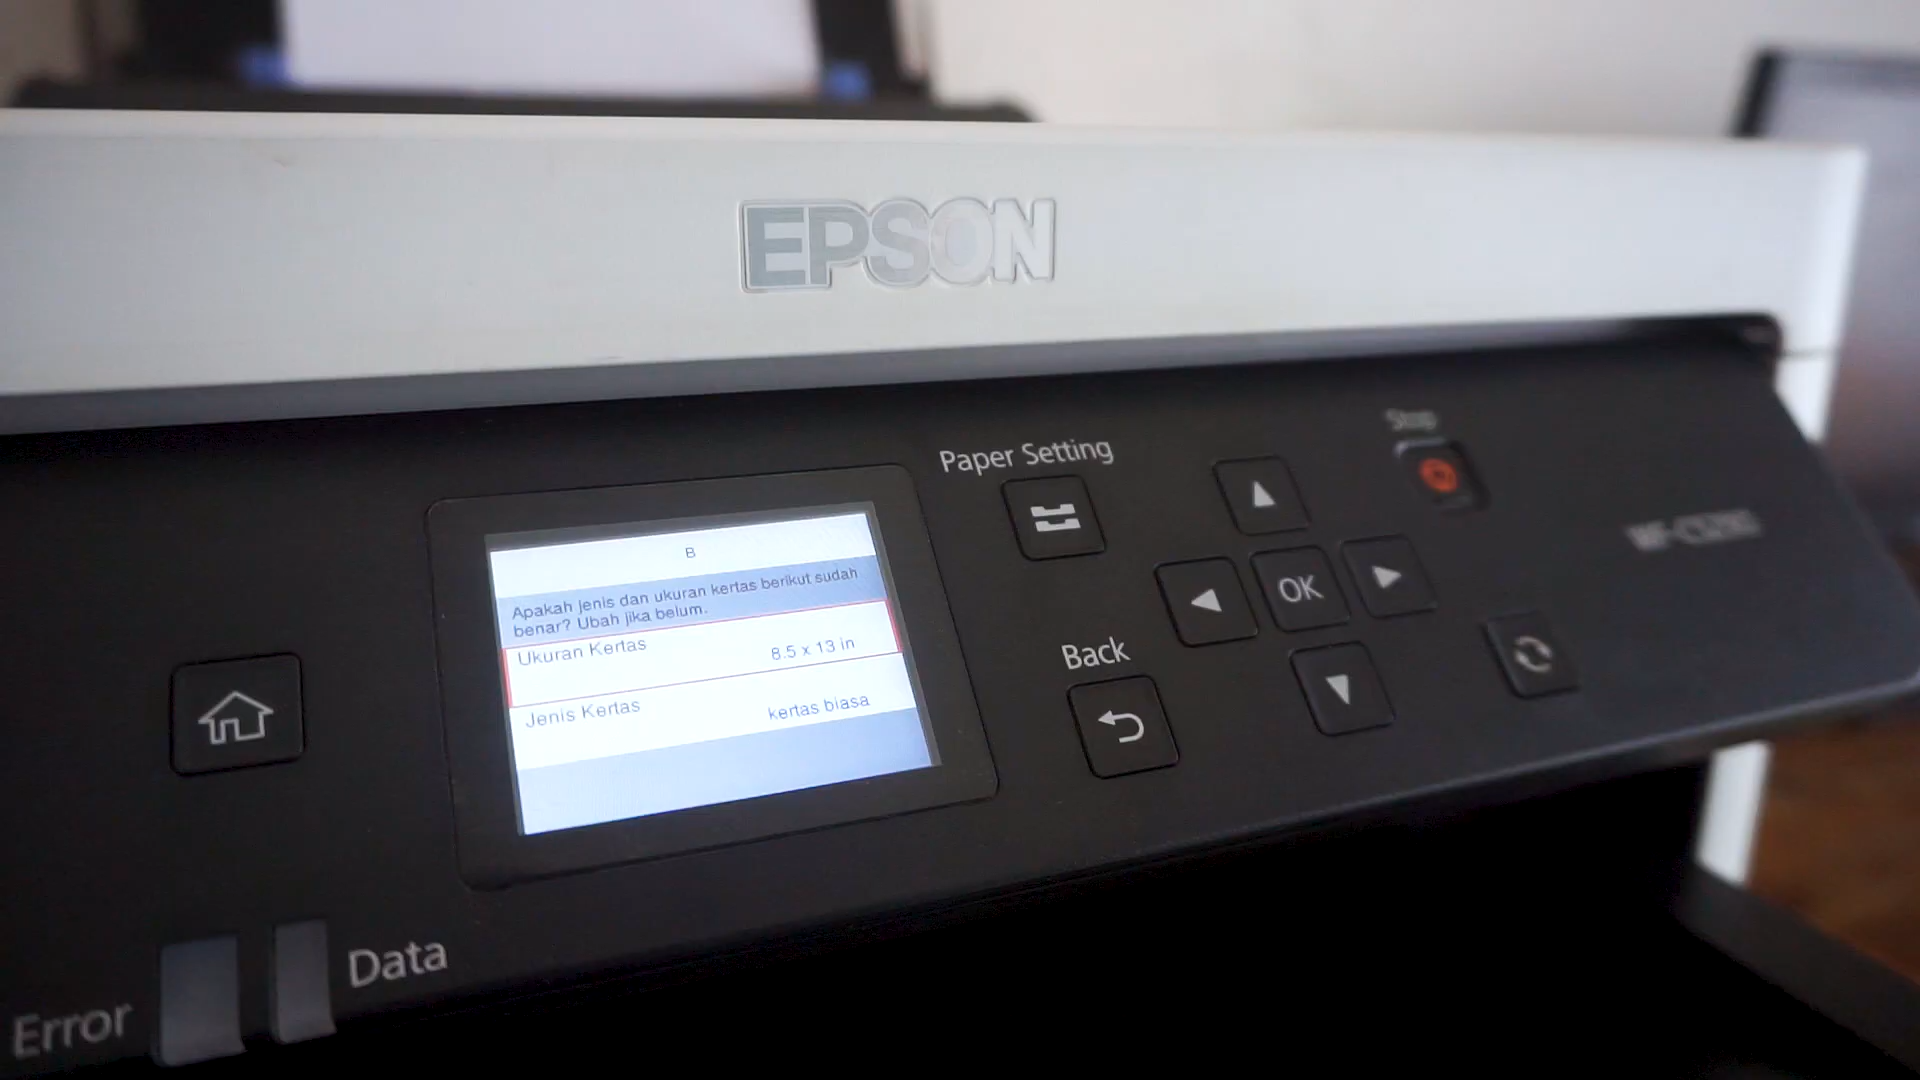 EPSON
Stop
Paper Setting
B
Apakah jenis dan ukuran kertas berikut sudah
benar? Ubah jika belum.
Ukuran Kertas 8.5 x 13 in
Jenis Kertas kertas biasa
OK
Back
Data
Error